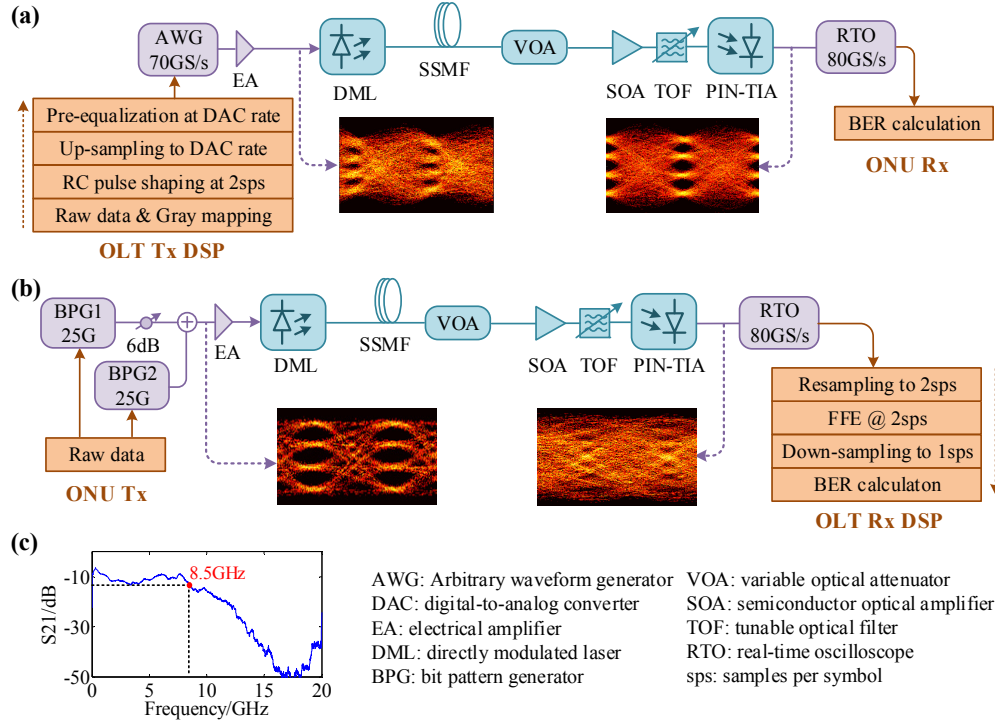 (a)
AWG
70GS/s
EA
DML
SSMF
VOA
SOA
TOF
PIN-TIA
RTO
80GS/s
Pre-equalization at DAC rate
Up-sampling to DAC rate
RC pulse shaping at 2sps
Raw data & Gray mapping
OLT Tx DSP
BER calculation
ONU Rx
(b)
BPG1
25G
6dB
BPG2
25G
Raw data
ONU Tx
EA
DML
SSMF
VOA
SOA
TOF
PIN-TIA
RTO
80GS/s
Resampling to 2sps
FFE @ 2sps
Down-sampling to 1sps
BER calculaton
OLT Rx DSP
(c)
S21/dB
-10
-30
-50
8.5GHz
0
5
10
15
20
Frequency/GHz
AWG: Arbitrary waveform generator
DAC: digital-to-analog converter
EA: electrical amplifier
DML: directly modulated laser
BPG: bit pattern generator
VOA: variable optical attenuator
SOA: semiconductor optical amplifier
TOF: tunable optical filter
RTO: real-time oscilloscope
sps: samples per symbol